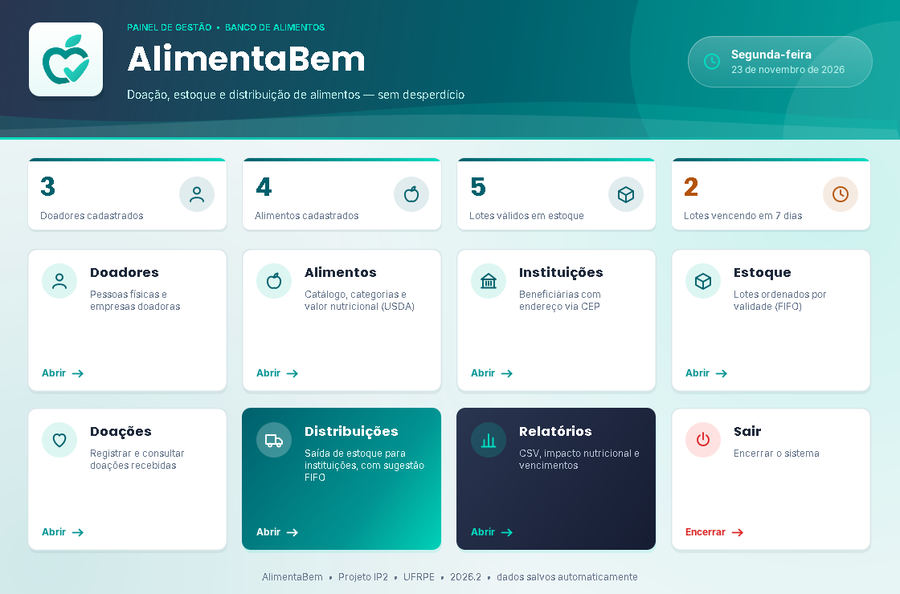 PAINEL DE GESTÃO • BANCO DE ALIMENTOS
AlimentaBem
Doação, estoque e distribuição de alimentos — sem desperdício
Segunda-feira
23 de novembro de 2026
3
Doadores cadastrados
4
Alimentos cadastrados
5
Lotes válidos em estoque
2
Lotes vencendo em 7 dias
Doadores
Pessoas físicas e
empresas doadoras
Abrir →
Alimentos
Catálogo, categorias e
valor nutricional (USDA)
Abrir →
Instituições
Beneficiárias com
endereço via CEP
Abrir →
Estoque
Lotes ordenados por
validade (FIFO)
Abrir →
Doações
Registrar e consultar
doações recebidas
Abrir →
Distribuições
Saída de estoque para
instituições, com sugestão
FIFO
Abrir →
Relatórios
CSV, impacto nutricional e
vencimentos
Abrir →
Sair
Encerrar o sistema
Encerrar →
AlimentaBem • Projeto IP2 • UFRPE • 2026.2 • dados salvos automaticamente